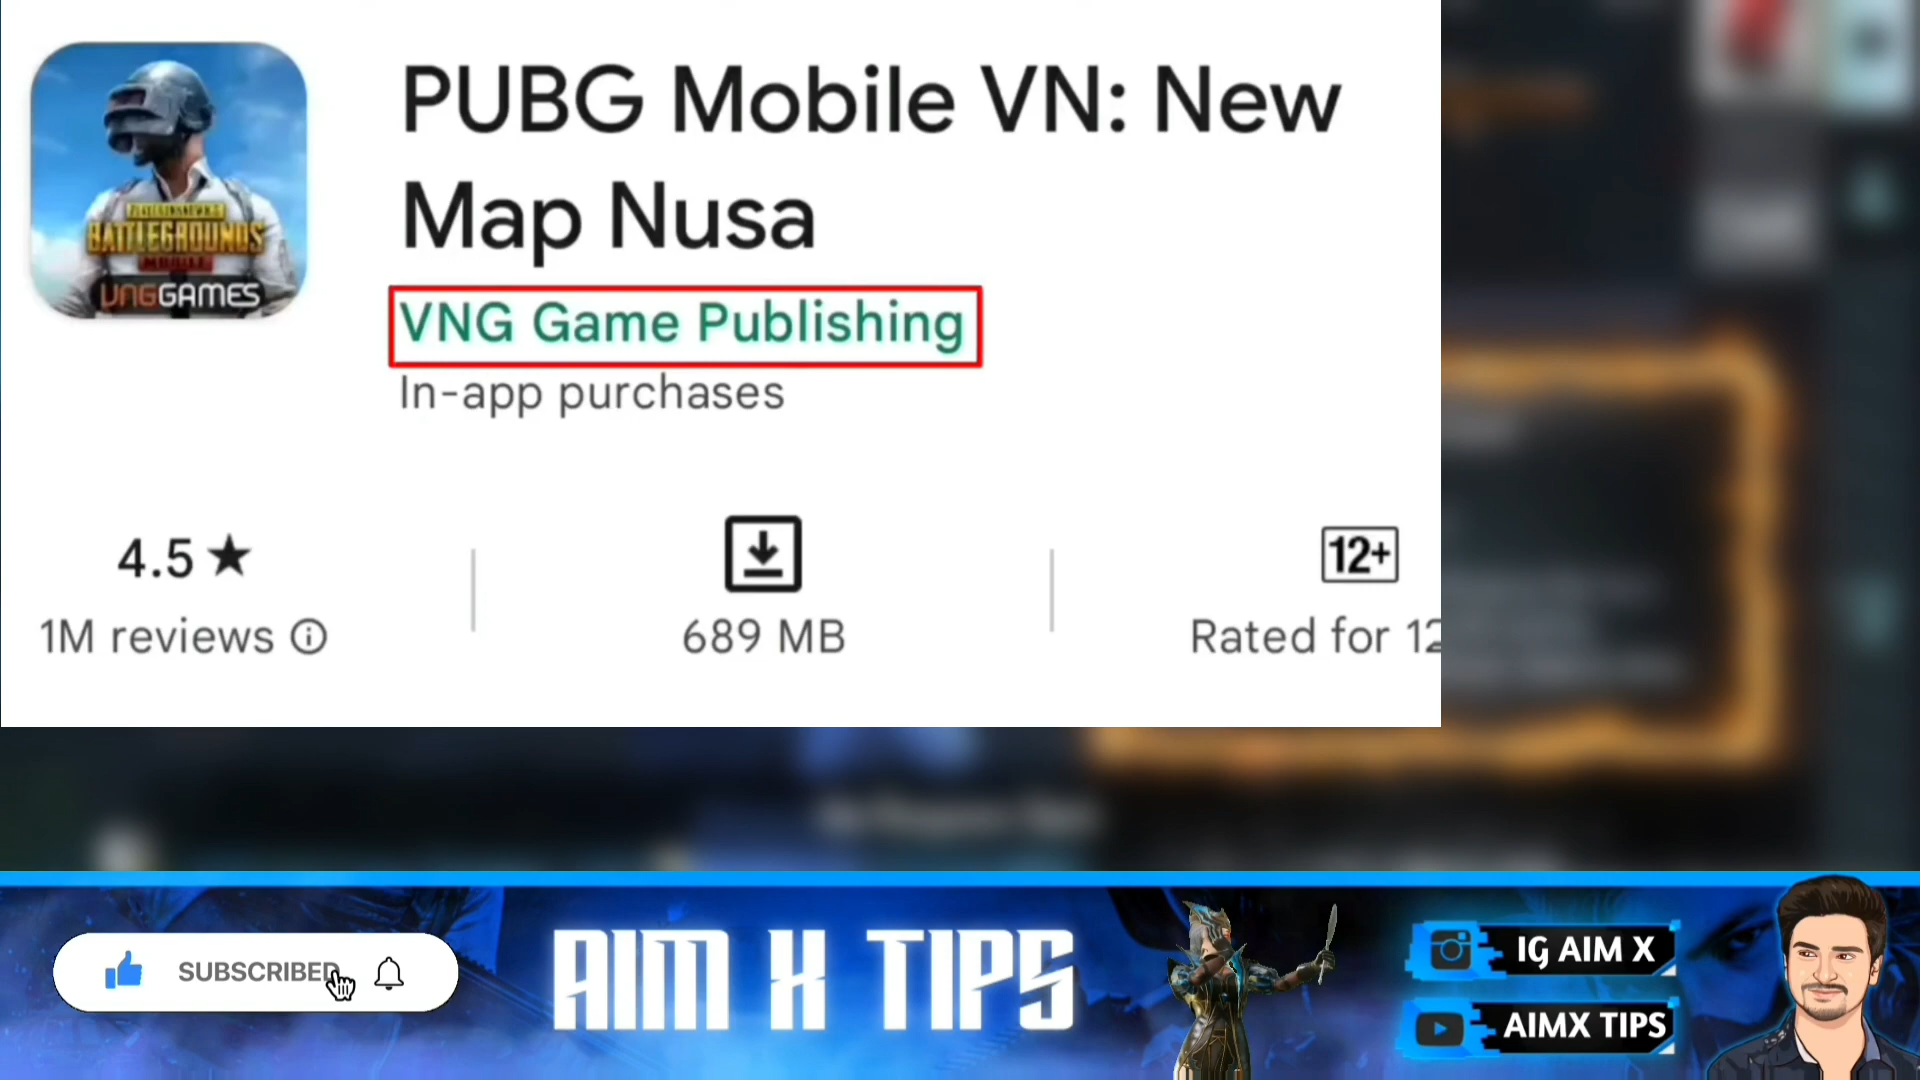 PUBG Mobile VN: New
Map Nusa
VNG Game Publishing
In-app purchases
BATTLEGROUNDS
MOBILE
VNGGAMES
4.5★
1M reviews
689 MB
12+
Rated for 12
SUBSCRIBED
AIM X TIPS
IG AIM X
AIMX TIPS